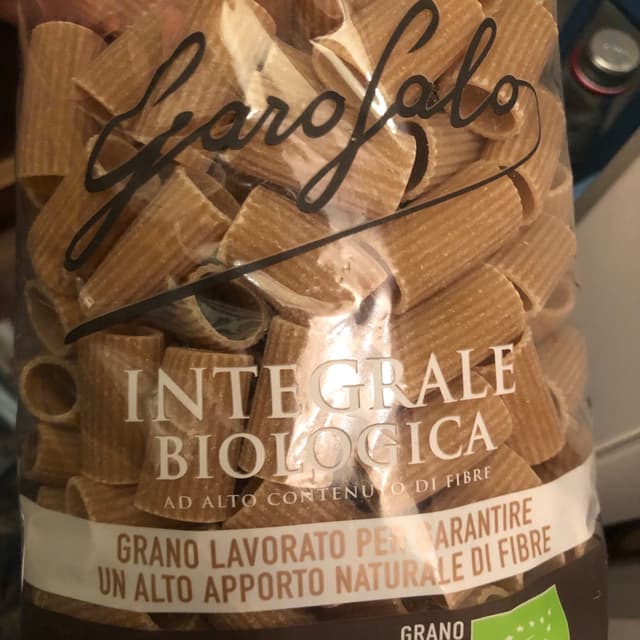 Garofalo
INTEGRALE
BIOLOGICA
AD ALTO CONTENUTO DI FIBRE
GRANO LAVORATO PER GARANTIRE
UN ALTO APPORTO NATURALE DI FIBRE
GRANO